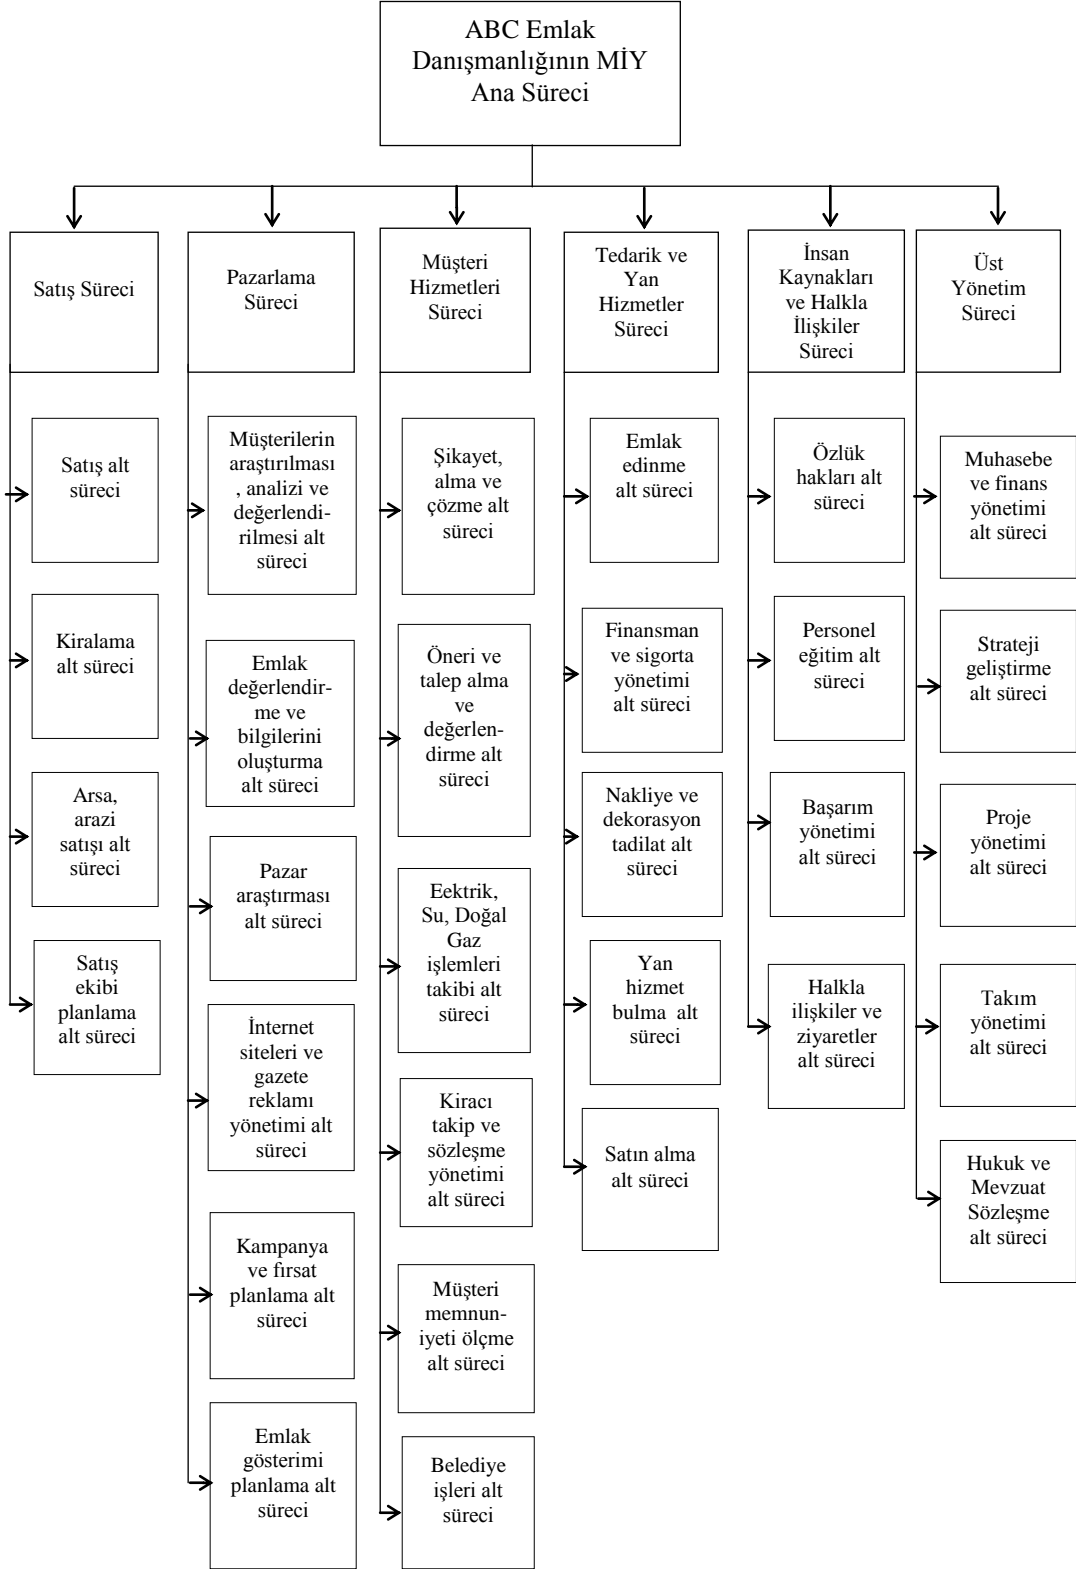 ABC Emlak
Danışmanlığının MİY
Ana Süreci
Satış Süreci
Pazarlama
Süreci
Müşteri
Hizmetleri
Süreci
Tedarik ve
Yan
Hizmetler
Süreci
İnsan
Kaynakları
ve Halkla
İlişkiler
Süreci
Üst
Yönetim
Süreci
Satış alt
süreci
Kiralama
alt süreci
Arsa,
arazi
satışı alt
süreci
Satış
ekibi
planlama
alt süreci
Müşterilerin
araştırılması
, analizi ve
değerlendi-
rilmesi alt
süreci
Emlak
değerlendir-
me ve
bilgilerini
oluşturma
alt süreci
Pazar
araştırması
alt süreci
İnternet
siteleri ve
gazete
reklamı
yönetimi alt
süreci
Kampanya
ve fırsat
planlama alt
süreci
Emlak
gösterimi
planlama alt
süreci
Şikayet,
alma ve
çözme alt
süreci
Öneri ve
talep alma
ve
değerlen-
dirme alt
süreci
Eektrik,
Su, Doğal
Gaz
işlemleri
takibi alt
süreci
Kiracı
takip ve
sözleşme
yönetimi
alt süreci
Müşteri
memnun-
iyeti ölçme
alt süreci
Belediye
işleri alt
süreci
Emlak
edinme
alt süreci
Finansman
ve sigorta
yönetimi
alt süreci
Nakliye ve
dekorasyon
tadilat alt
süreci
Yan
hizmet
bulma alt
süreci
Satın alma
alt süreci
Özlük
hakları alt
süreci
Personel
eğitim alt
süreci
Başarım
yönetimi
alt süreci
Halkla
ilişkiler ve
ziyaretler
alt süreci
Muhasebe
ve finans
yönetimi
alt süreci
Strateji
geliştirme
alt süreci
Proje
yönetimi
alt süreci
Takım
yönetimi
alt süreci
Hukuk ve
Mevzuat
Sözleşme
alt süreci